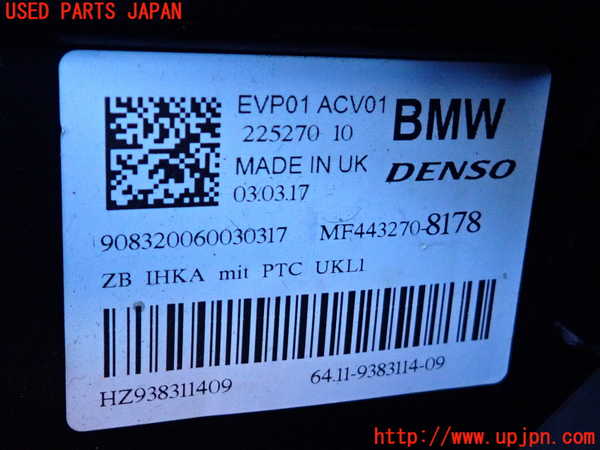 USED PARTS JAPAN
EVP01 ACV01
225270 10
BMW
MADE IN UK
DENSO
03.03.17
908320060030317 MF443270-8178
ZB IHKA mit PTC UKL1
HZ938311409 64.11-9383114-09
http://www.upjpn.com/